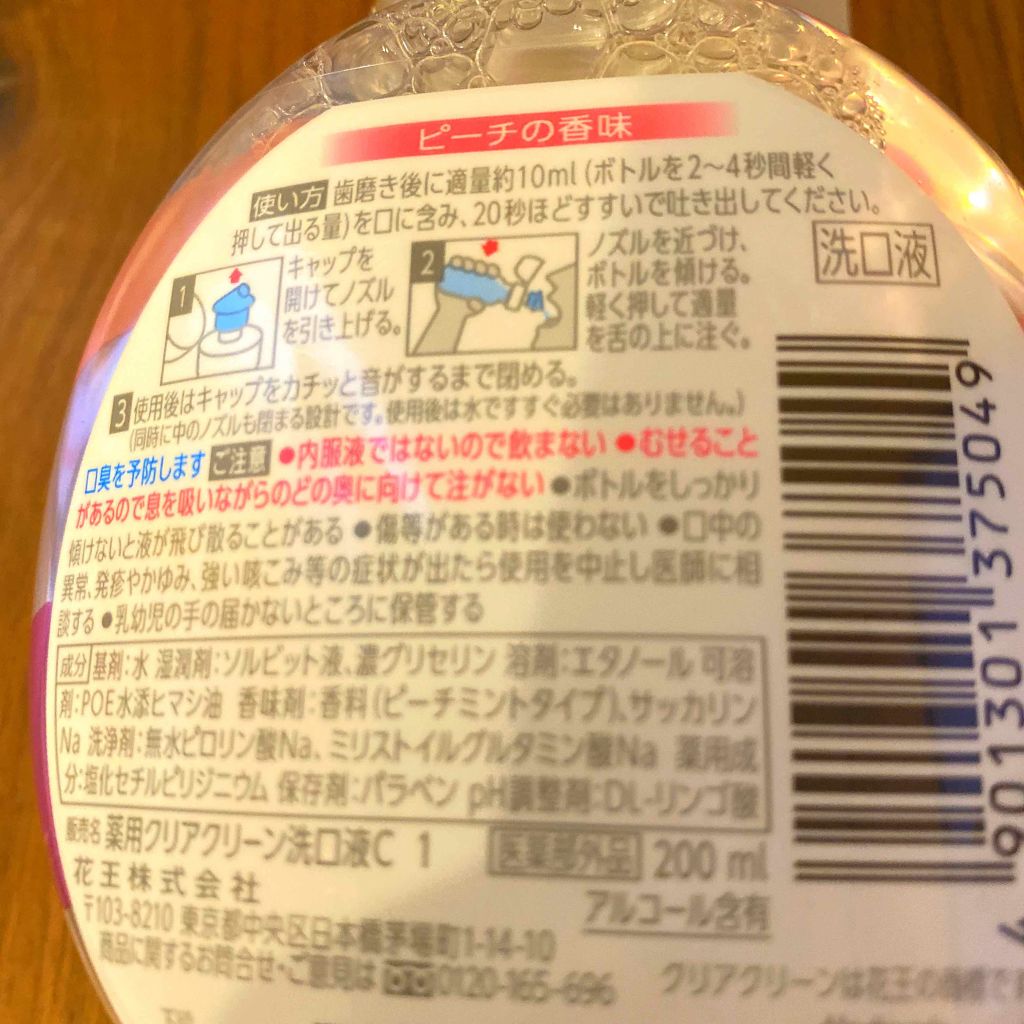 ピーチの香味
使い方 歯磨き後に適量約10ml (ボトルを2〜4秒間軽く
押して出る量)を口に含み、20秒ほどすすいで吐き出してください。
洗口液
1 キャップを
開けてノズル
を引き上げる。
2 ノズルを近づけ、
ボトルを傾ける。
軽く押して適量
を舌の上に注ぐ。
3 使用後はキャップをカチッと音がするまで閉める。
(同時に中のノズルも閉まる設計です。使用後は水ですすぐ必要はありません。)
口臭を予防します ご注意 ●内服液ではないので飲まない ●むせること
があるので息を吸いながらのどの奥に向けて注がない ●ボトルをしっかり
傾けないと液が飛び散ることがある ●傷等がある時は使わない ●口中の
異常、発疹やかゆみ、強い咳こみ等の症状が出たら使用を中止し医師に相
談する ●乳幼児の手の届かないところに保管する
成分 基剤:水 湿潤剤:ソルビット液、濃グリセリン 溶剤:エタノール 可溶
剤:POE水添ヒマシ油 香味剤:香料(ピーチミントタイプ)、サッカリン
Na 洗浄剤:無水ピロリン酸Na、ミリストイルグルタミン酸Na 薬用成
分:塩化セチルピリジニウム 保存剤:パラベン pH調整剤:DL-リンゴ酸
販売名 薬用クリアクリーン洗口液C 1 医薬部外品 200 ml
花王株式会社
アルコール含有
〒103-8210 東京都中央区日本橋茅場町1-14-10
商品に関するお問合せ・ご意見は 0120-165-696
クリアクリーンは花王の商標で
4 901301 375049